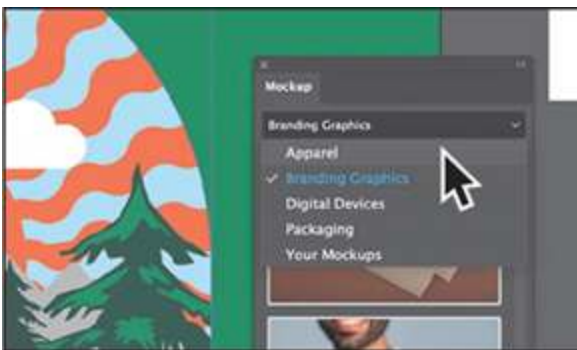 Mockup
Branding Graphics
Apparel
Branding Graphics
Digital Devices
Packaging
Your Mockups